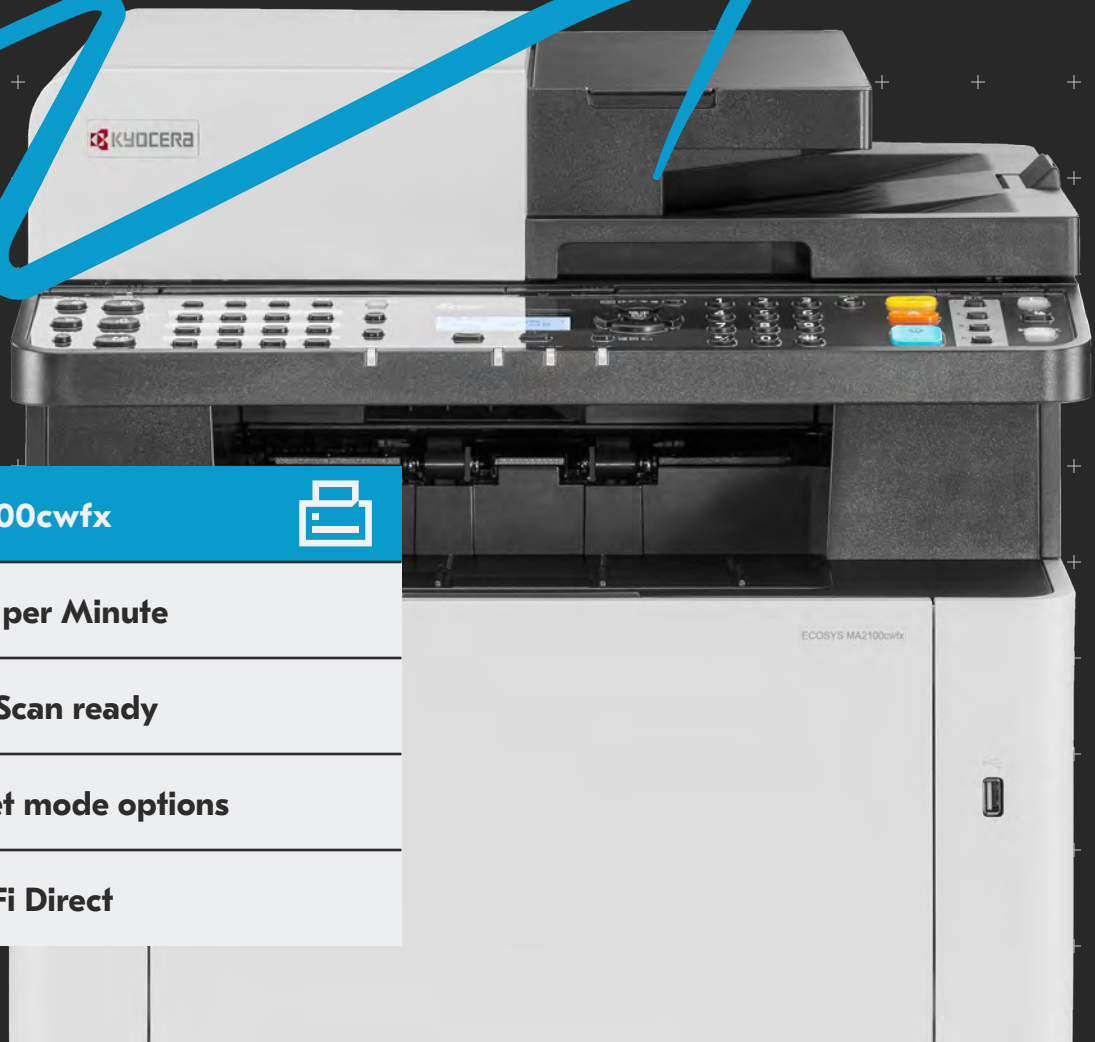 KYOCERA
00cwfx
per Minute
Scan ready
ECOSYS MA2100cwfx
et mode options
Fi Direct